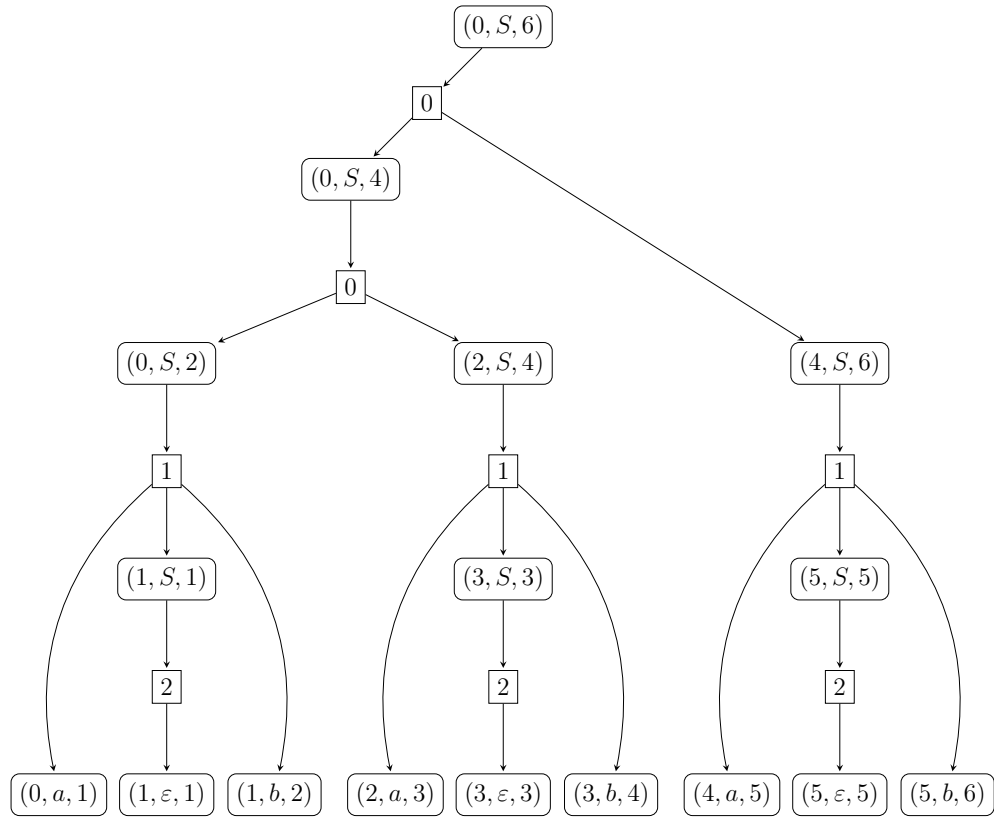 (0, S, 6)
0
(0, S, 4)
0
(0, S, 2) (2, S, 4) (4, S, 6)
1 1 1
(1, S, 1) (3, S, 3) (5, S, 5)
2 2 2
(0, a, 1) (1, ε, 1) (1, b, 2) (2, a, 3) (3, ε, 3) (3, b, 4) (4, a, 5) (5, ε, 5) (5, b, 6)